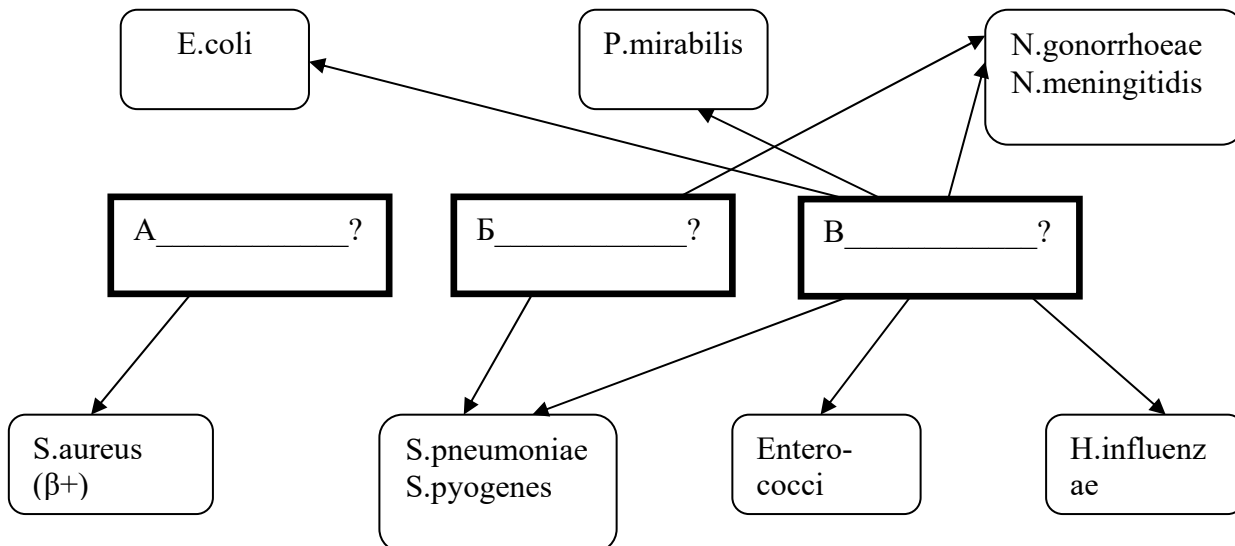 E.coli
P.mirabilis
N.gonorrhoeae
N.meningitidis
А____________?
Б____________?
В____________?
S.aureus
(β+)
S.pneumoniae
S.pyogenes
Entero-
cocci
H.influenz
ae